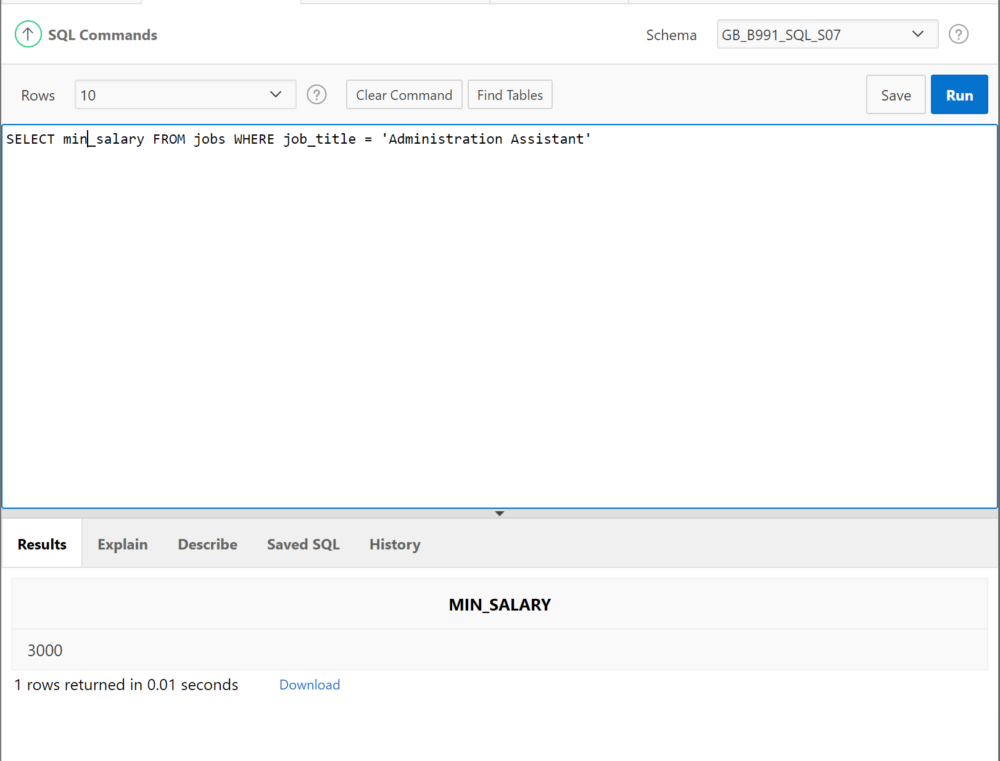 SQL Commands
Schema
GB_B991_SQL_S07
?
Rows
10
?
Clear Command
Find Tables
Save
Run
SELECT min_salary FROM jobs WHERE job_title = 'Administration Assistant'
Results
Explain
Describe
Saved SQL
History
MIN_SALARY
3000
1 rows returned in 0.01 seconds
Download